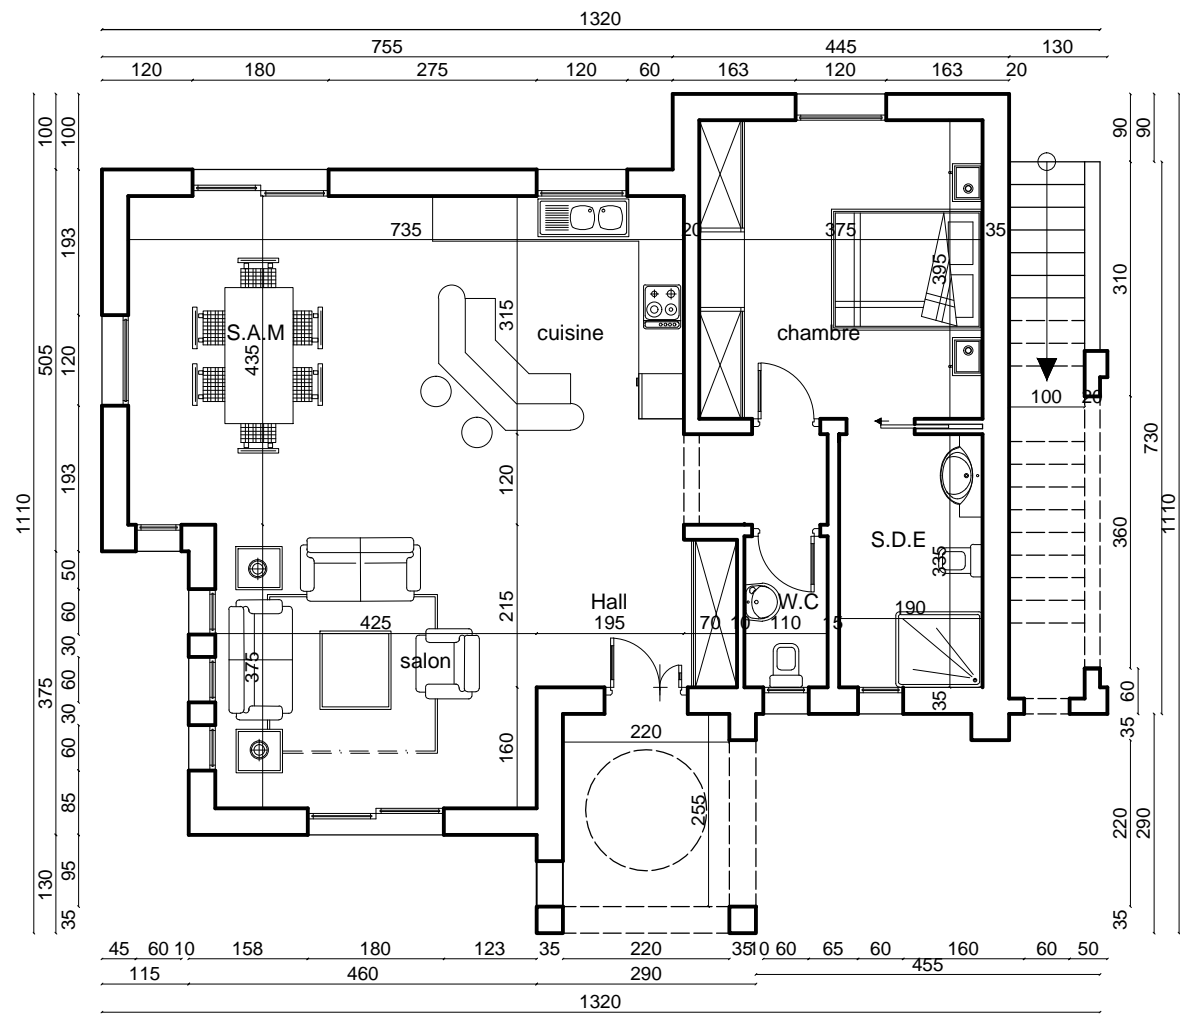 1320
755 445 130
120 180 275 120 60 163 120 163 20
100 100 90 90
193 735 20 375 35
395 310
315
S.A.M cuisine chambre
435 505 120
100 20
730
193 120 1110 1110 360
S.D.E
335
50
60 215 Hall W.C 190
425 195 70 10 110 15
30
375 salon
60 375 35 60
30 35
60 160 220
85 255 220 290
130 95
35 35
45 60 10 158 180 123 35 220 35 10 60 65 60 160 60 50
115 460 290 455
1320